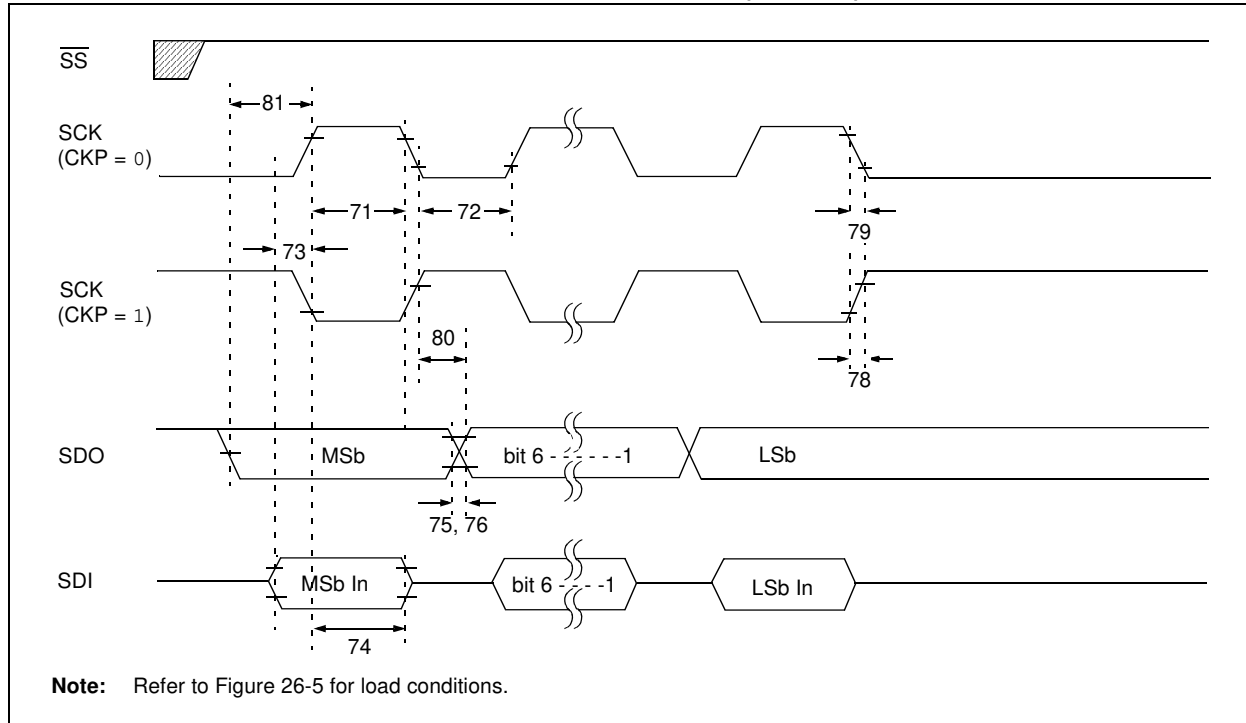 SS
81
SCK
(CKP = 0)
71
72
79
73
SCK
(CKP = 1)
80
78
SDO
MSb
bit 6 - - - - - - -1
LSb
75, 76
SDI
MSb In
bit 6 - - - - -1
LSb In
74
Note: Refer to Figure 26-5 for load conditions.